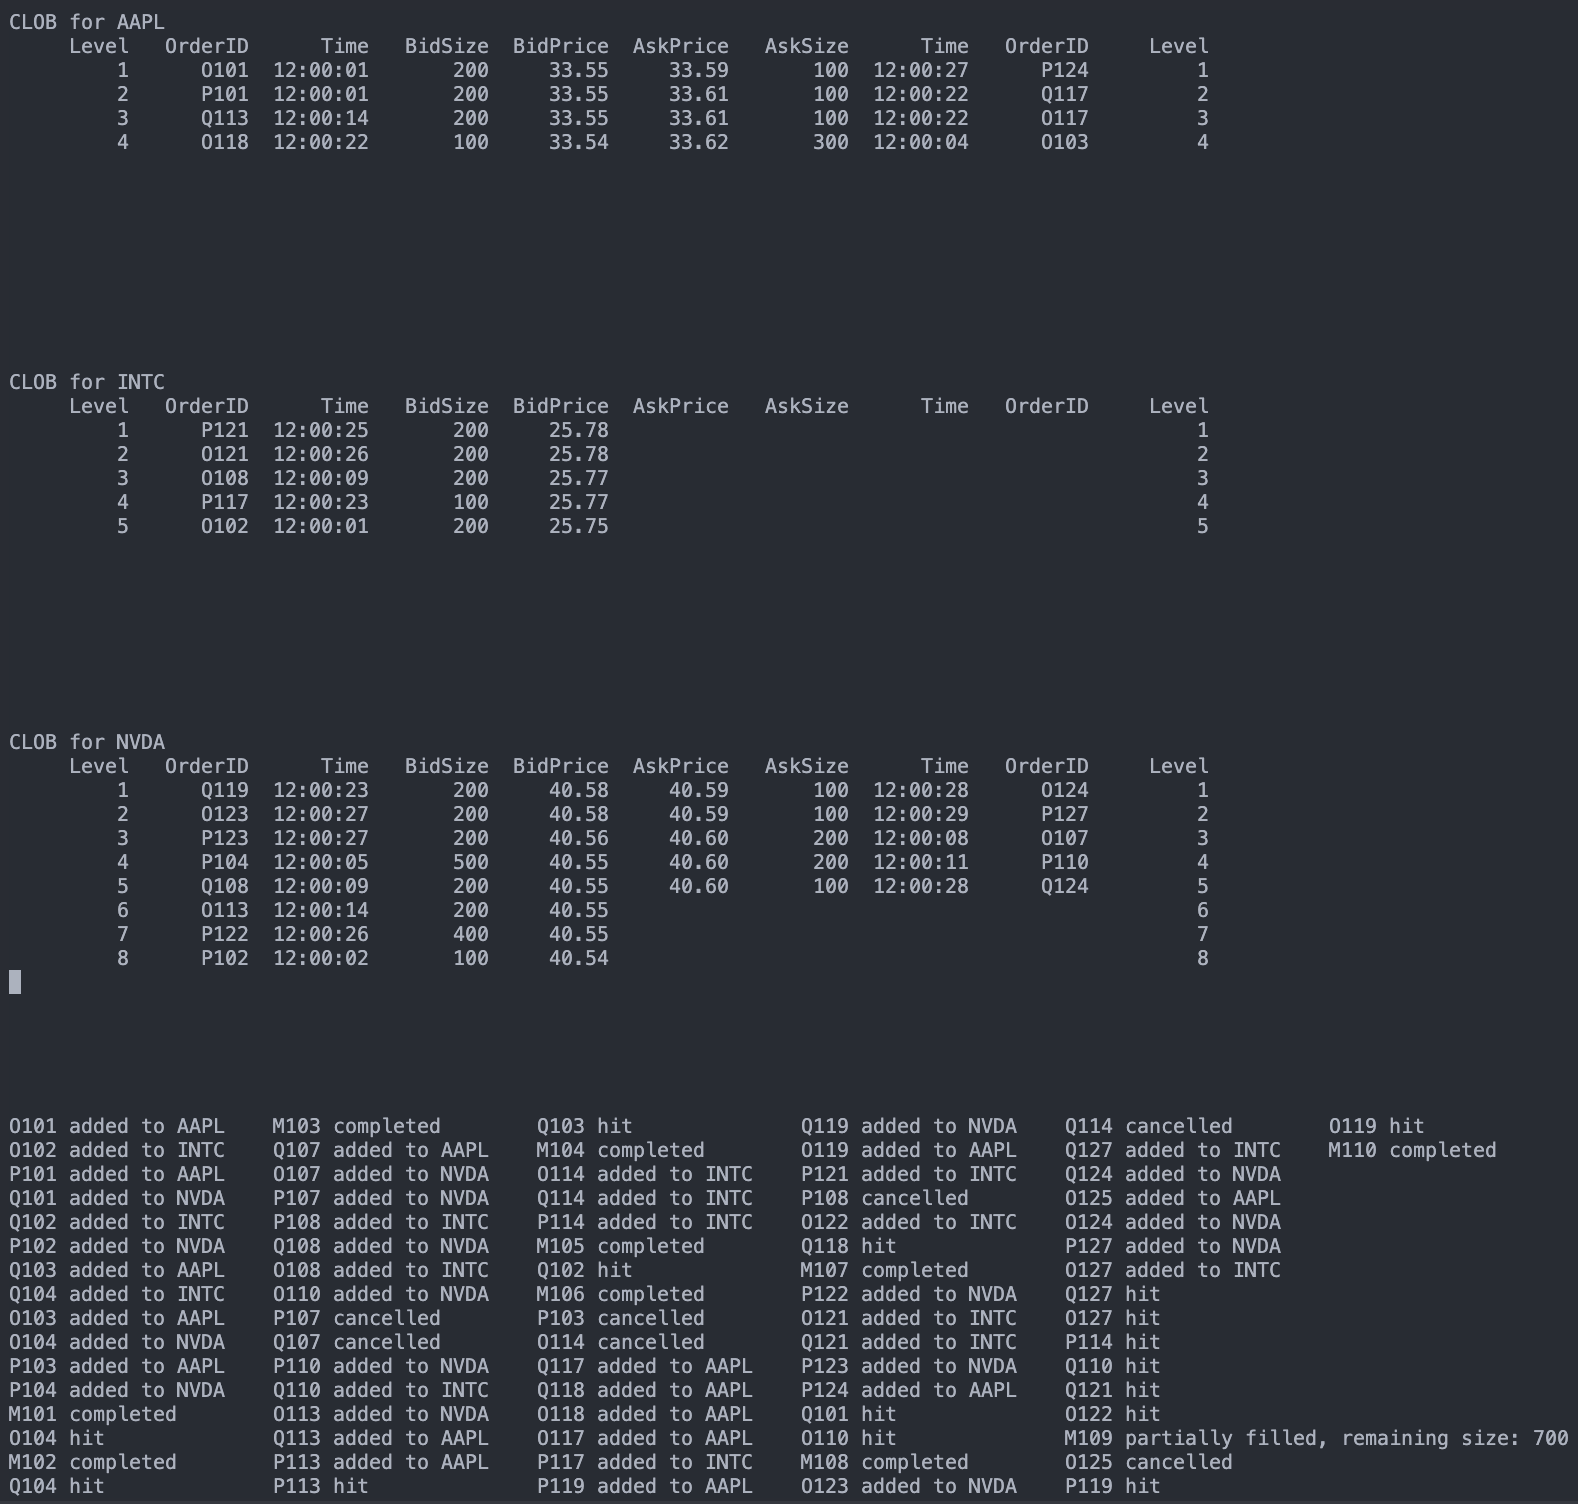 CLOB for AAPL
Level OrderID Time BidSize BidPrice AskPrice AskSize Time OrderID Level
1 O101 12:00:01 200 33.55 33.59 100 12:00:27 P124 1
2 P101 12:00:01 200 33.55 33.61 100 12:00:22 Q117 2
3 Q113 12:00:14 200 33.55 33.61 100 12:00:22 O117 3
4 O118 12:00:22 100 33.54 33.62 300 12:00:04 O103 4
CLOB for INTC
Level OrderID Time BidSize BidPrice AskPrice AskSize Time OrderID Level
1 P121 12:00:25 200 25.78 1
2 O121 12:00:26 200 25.78 2
3 O108 12:00:09 200 25.77 3
4 P117 12:00:23 100 25.77 4
5 O102 12:00:01 200 25.75 5
CLOB for NVDA
Level OrderID Time BidSize BidPrice AskPrice AskSize Time OrderID Level
1 Q119 12:00:23 200 40.58 40.59 100 12:00:28 O124 1
2 O123 12:00:27 200 40.58 40.59 100 12:00:29 P127 2
3 P123 12:00:27 200 40.56 40.60 200 12:00:08 O107 3
4 P104 12:00:05 500 40.55 40.60 200 12:00:11 P110 4
5 Q108 12:00:09 200 40.55 40.60 100 12:00:28 Q124 5
6 O113 12:00:14 200 40.55 6
7 P122 12:00:26 400 40.55 7
8 P102 12:00:02 100 40.54 8
O101 added to AAPL M103 completed Q103 hit Q119 added to NVDA Q114 cancelled O119 hit
O102 added to INTC Q107 added to AAPL M104 completed O119 added to AAPL Q127 added to INTC M110 completed
P101 added to AAPL O107 added to NVDA O114 added to INTC P121 added to INTC Q124 added to NVDA
Q101 added to NVDA P107 added to NVDA Q114 added to INTC P108 cancelled O125 added to AAPL
Q102 added to INTC P108 added to INTC P114 added to INTC O122 added to INTC O124 added to NVDA
P102 added to NVDA Q108 added to NVDA M105 completed Q118 hit P127 added to NVDA
Q103 added to AAPL O108 added to INTC Q102 hit M107 completed O127 added to INTC
Q104 added to INTC O110 added to NVDA M106 completed P122 added to NVDA Q127 hit
O103 added to AAPL P107 cancelled P103 cancelled O121 added to INTC O127 hit
O104 added to NVDA Q107 cancelled O114 cancelled Q121 added to INTC P114 hit
P103 added to AAPL P110 added to NVDA Q117 added to AAPL P123 added to NVDA Q110 hit
P104 added to NVDA Q110 added to INTC Q118 added to AAPL P124 added to AAPL Q121 hit
M101 completed O113 added to NVDA O118 added to AAPL Q101 hit O122 hit
O104 hit Q113 added to AAPL O117 added to AAPL O110 hit M109 partially filled, remaining size: 700
M102 completed P113 added to AAPL P117 added to INTC M108 completed O125 cancelled
Q104 hit P113 hit P119 added to AAPL O123 added to NVDA P119 hit